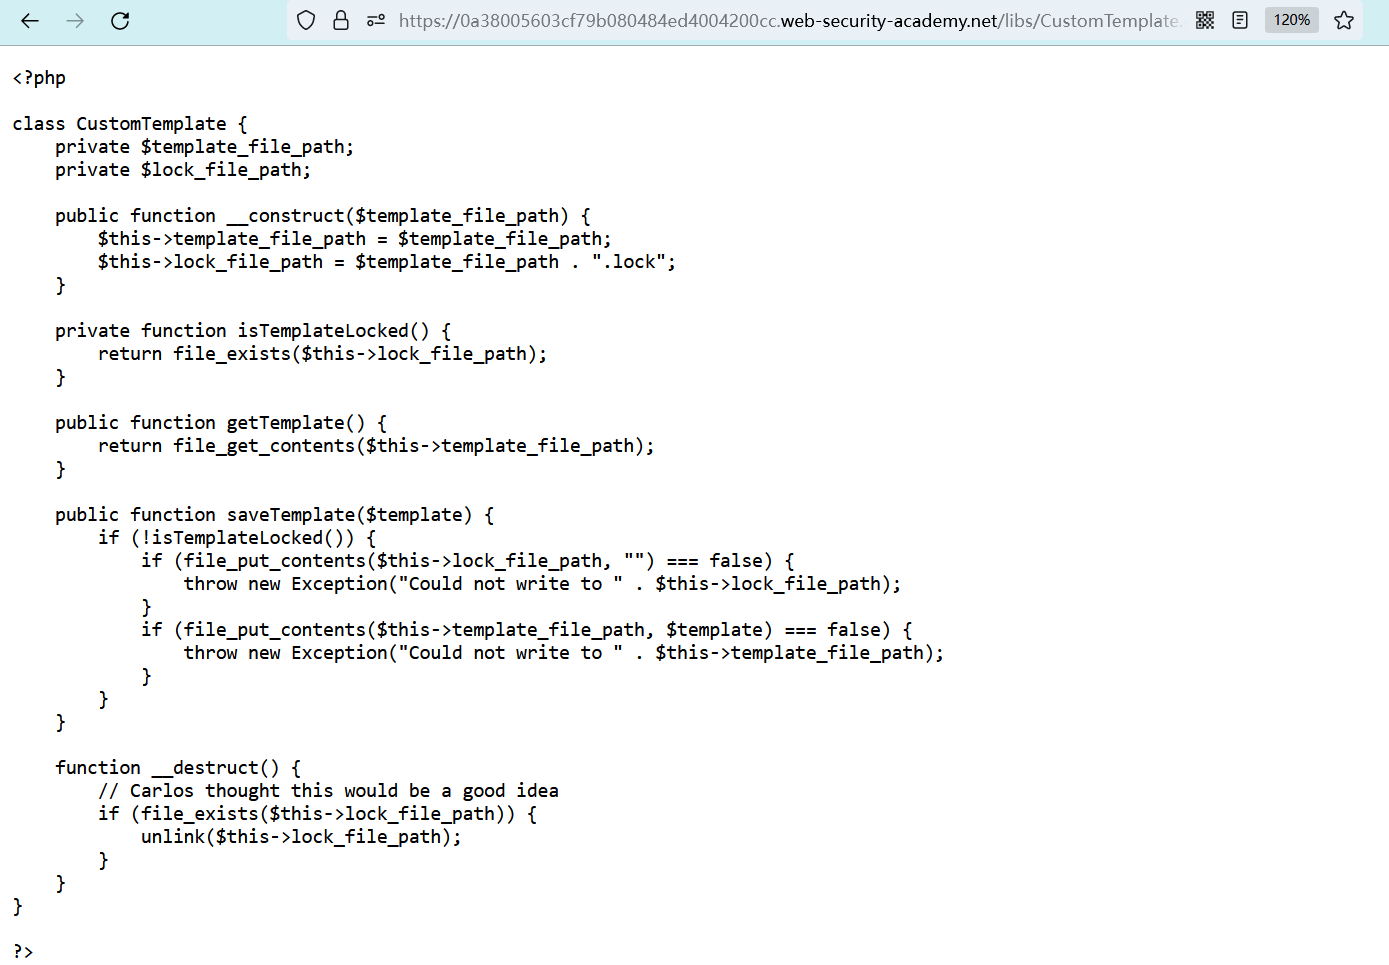 https://0a38005603cf79b080484ed4004200cc.web-security-academy.net/libs/CustomTemplate. 120%
<?php

class CustomTemplate {
    private $template_file_path;
    private $lock_file_path;

    public function __construct($template_file_path) {
        $this->template_file_path = $template_file_path;
        $this->lock_file_path = $template_file_path . ".lock";
    }

    private function isTemplateLocked() {
        return file_exists($this->lock_file_path);
    }

    public function getTemplate() {
        return file_get_contents($this->template_file_path);
    }

    public function saveTemplate($template) {
        if (!isTemplateLocked()) {
            if (file_put_contents($this->lock_file_path, "") === false) {
                throw new Exception("Could not write to " . $this->lock_file_path);
            }
            if (file_put_contents($this->template_file_path, $template) === false) {
                throw new Exception("Could not write to " . $this->template_file_path);
            }
        }
    }

    function __destruct() {
        // Carlos thought this would be a good idea
        if (file_exists($this->lock_file_path)) {
            unlink($this->lock_file_path);
        }
    }
}

?>